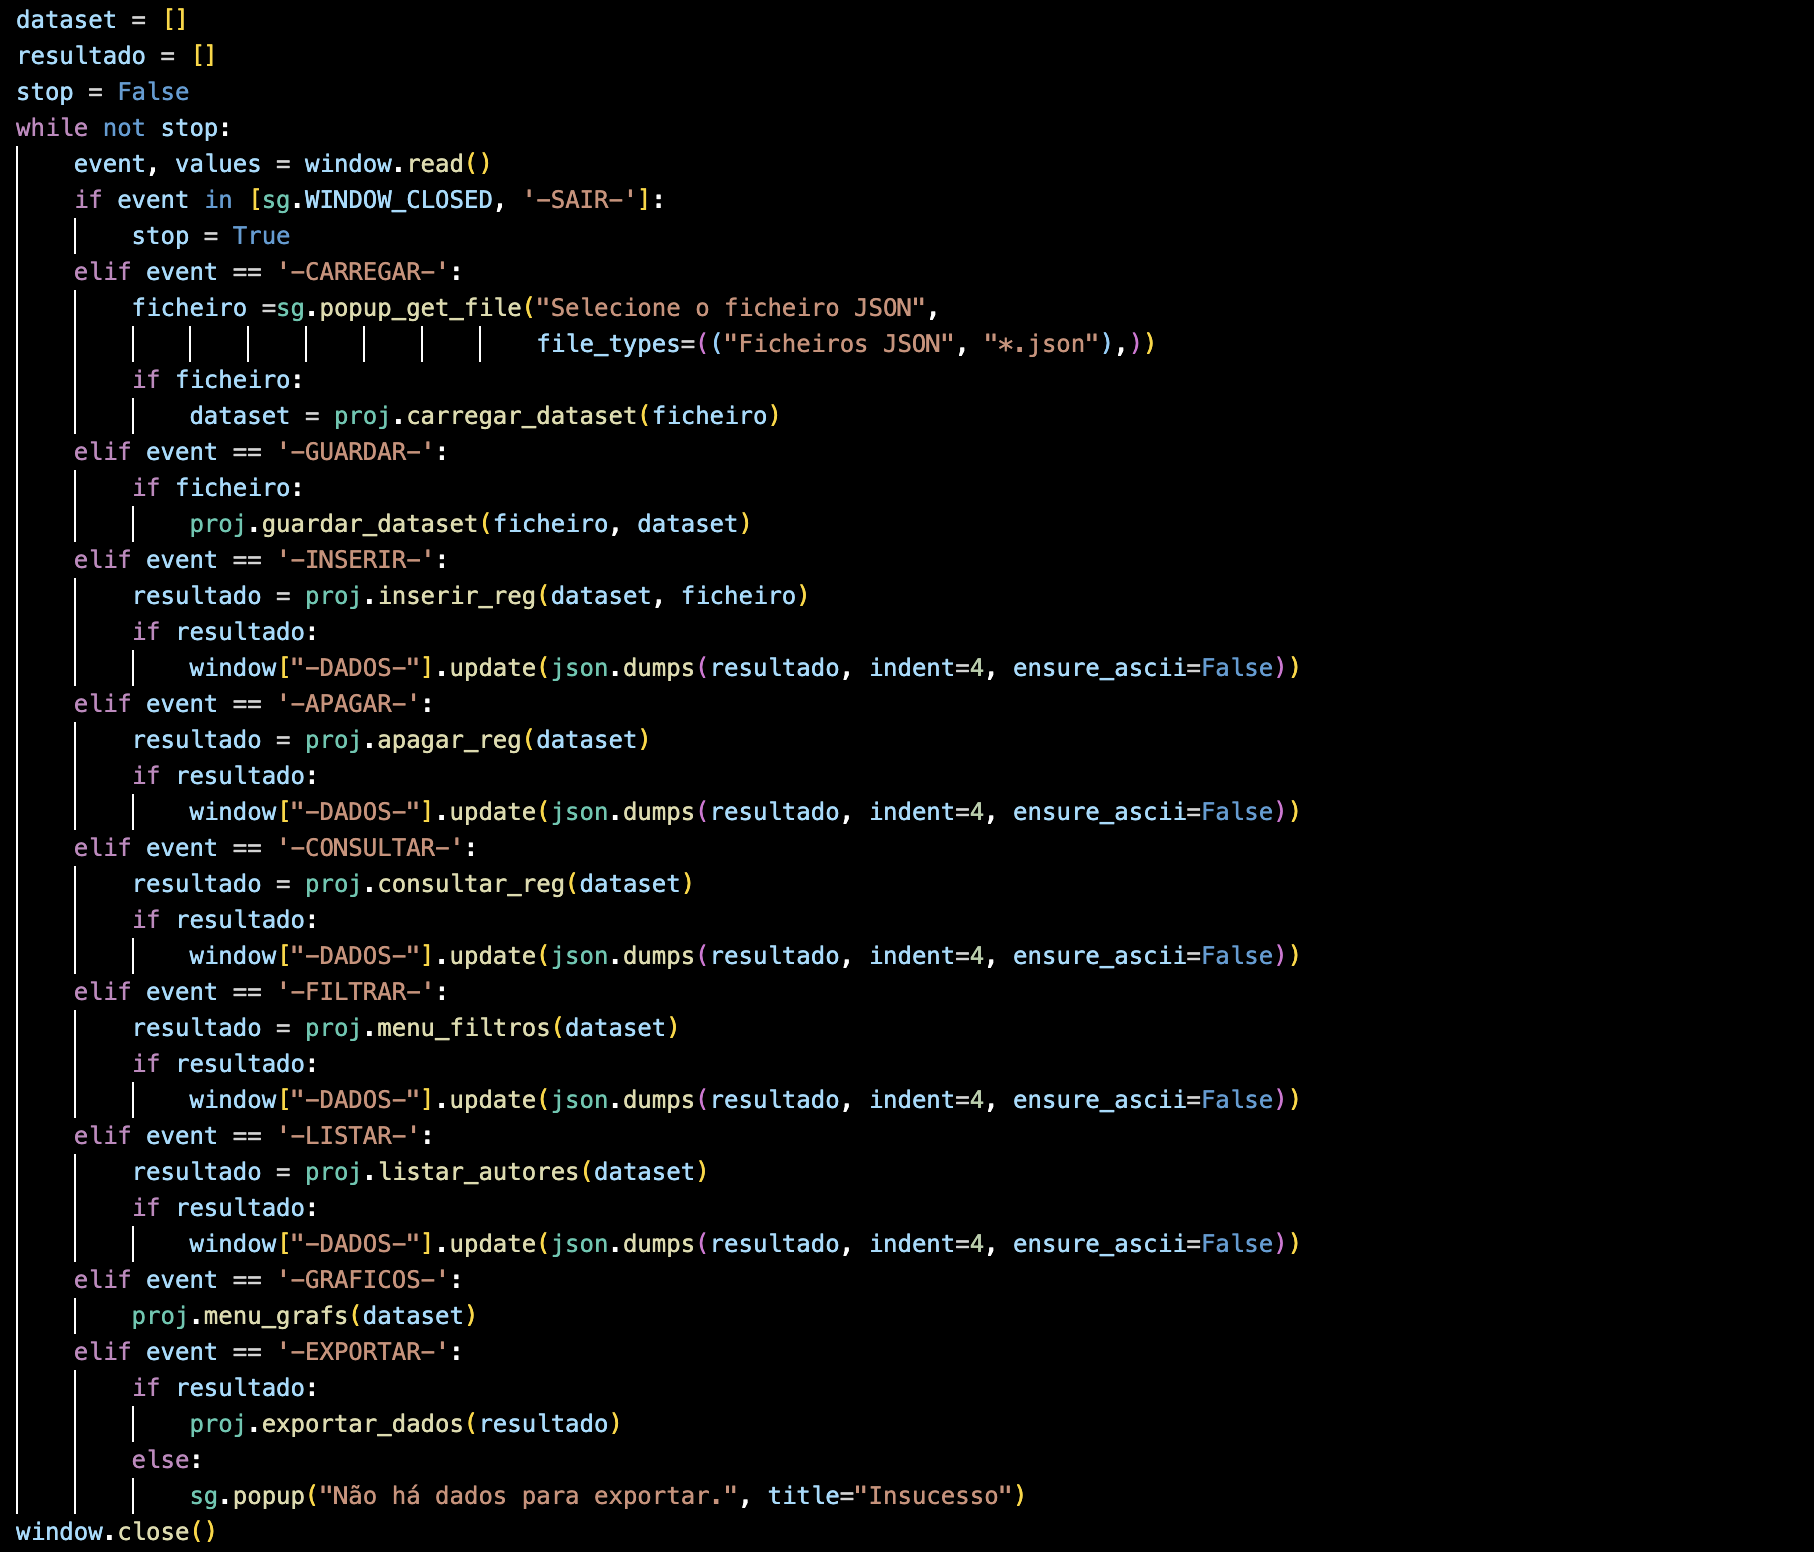 dataset = []
resultado = []
stop = False
while not stop:
    event, values = window.read()
    if event in [sg.WINDOW_CLOSED, '-SAIR-']:
        stop = True
    elif event == '-CARREGAR-':
        ficheiro =sg.popup_get_file("Selecione o ficheiro JSON",
                                    file_types=(("Ficheiros JSON", "*.json"),))
        if ficheiro:
            dataset = proj.carregar_dataset(ficheiro)
    elif event == '-GUARDAR-':
        if ficheiro:
            proj.guardar_dataset(ficheiro, dataset)
    elif event == '-INSERIR-':
        resultado = proj.inserir_reg(dataset, ficheiro)
        if resultado:
            window["-DADOS-"].update(json.dumps(resultado, indent=4, ensure_ascii=False))
    elif event == '-APAGAR-':
        resultado = proj.apagar_reg(dataset)
        if resultado:
            window["-DADOS-"].update(json.dumps(resultado, indent=4, ensure_ascii=False))
    elif event == '-CONSULTAR-':
        resultado = proj.consultar_reg(dataset)
        if resultado:
            window["-DADOS-"].update(json.dumps(resultado, indent=4, ensure_ascii=False))
    elif event == '-FILTRAR-':
        resultado = proj.menu_filtros(dataset)
        if resultado:
            window["-DADOS-"].update(json.dumps(resultado, indent=4, ensure_ascii=False))
    elif event == '-LISTAR-':
        resultado = proj.listar_autores(dataset)
        if resultado:
            window["-DADOS-"].update(json.dumps(resultado, indent=4, ensure_ascii=False))
    elif event == '-GRAFICOS-':
        proj.menu_grafs(dataset)
    elif event == '-EXPORTAR-':
        if resultado:
            proj.exportar_dados(resultado)
        else:
            sg.popup("Não há dados para exportar.", title="Insucesso")
window.close()